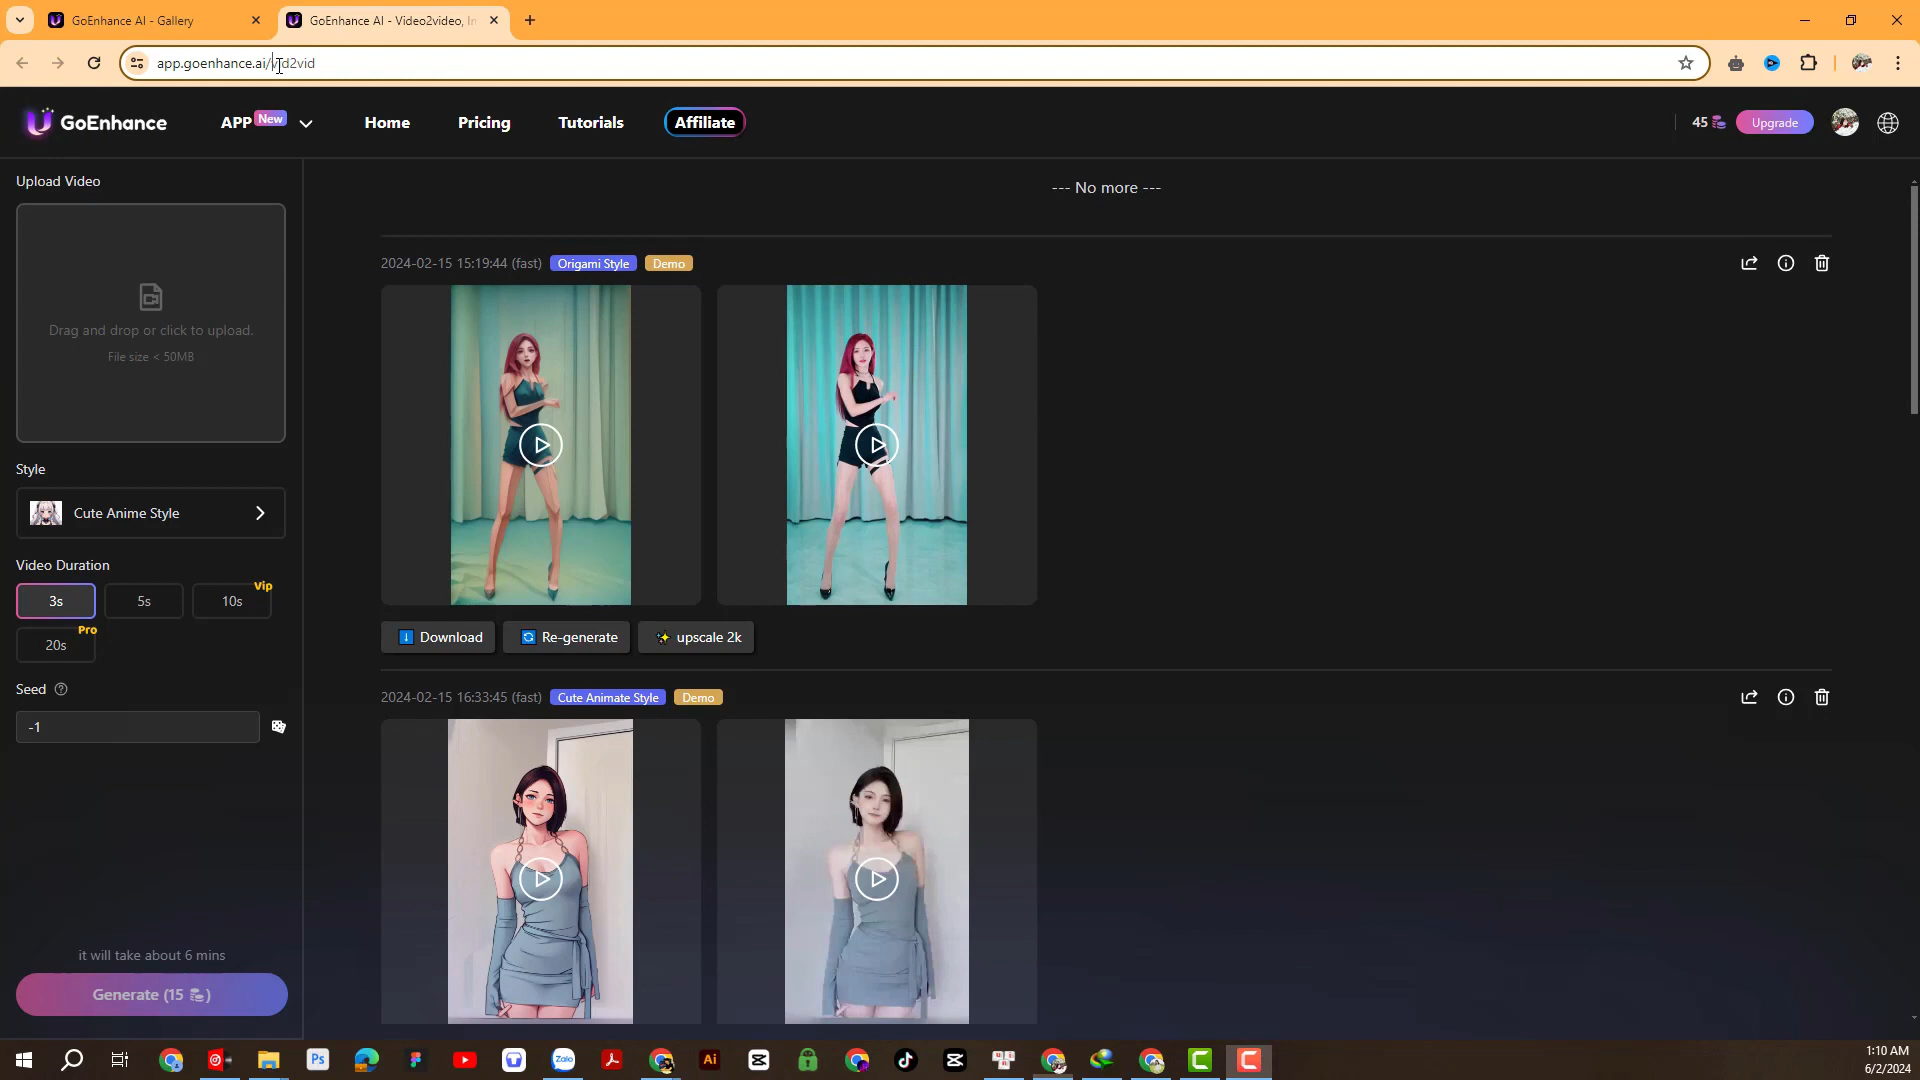 GoEnhance AI - Gallery
GoEnhance AI - Video2video, In
app.goenhance.ai/vid2vid
GoEnhance
APP New
Home
Pricing
Tutorials
Affiliate
45
Upgrade
Upload Video
Drag and drop or click to upload.
File size < 50MB
Style
Cute Anime Style
Video Duration
3s
5s
10s
Vip
20s
Pro
Seed
-1
it will take about 6 mins
Generate (15 )
--- No more ---
2024-02-15 15:19:44 (fast) Origami Style Demo
Download
Re-generate
upscale 2k
2024-02-15 16:33:45 (fast) Cute Animate Style Demo
Ps
Zalo
Ai
1:10 AM
6/2/2024